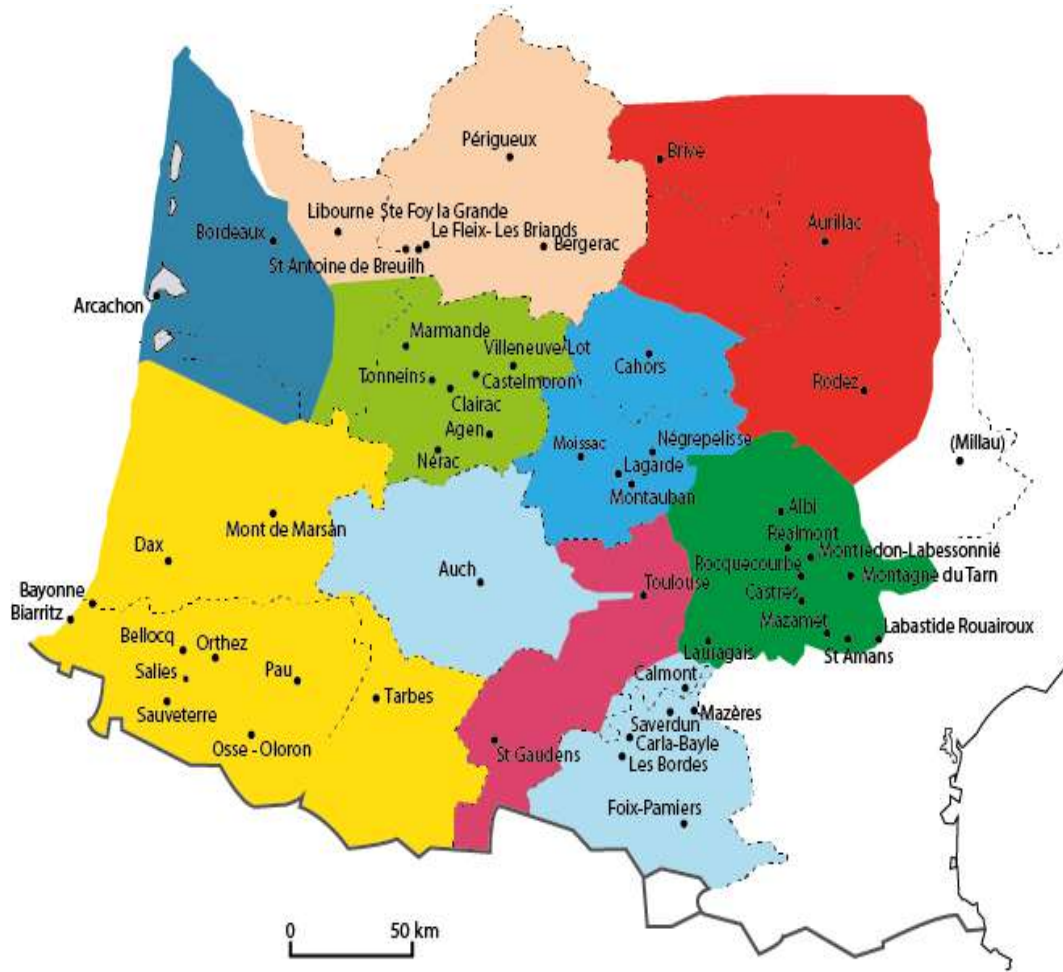 Périgueux
Brive
Libourne
Ste Foy la Grande
Aurillac
Bordeaux
Le Fleix- Les Briands
Bergerac
St Antoine de Breuilh
Arcachon
Marmande
Villeneuve/Lot
Cahors
Tonneins
Castelmoron
Rodez
Clairac
Agen
Moissac
Négrepelisse
Nérac
Lagarde
(Millau)
Montauban
Mont de Marsan
Albi
Réalmont
Dax
Montredon-Labessonnié
Rocquecourbe
Auch
Toulouse
Montagne du Tarn
Bayonne
Castres
Biarritz
Mazamet
Bellocq
Orthez
Labastide Rouairoux
Lauragais
St Amans
Salies
Pau
Calmont
Tarbes
Mazères
Sauveterre
Saverdun
Osse - Oloron
St Gaudens
Carla-Bayle
Les Bordes
Foix-Pamiers
0
50 km